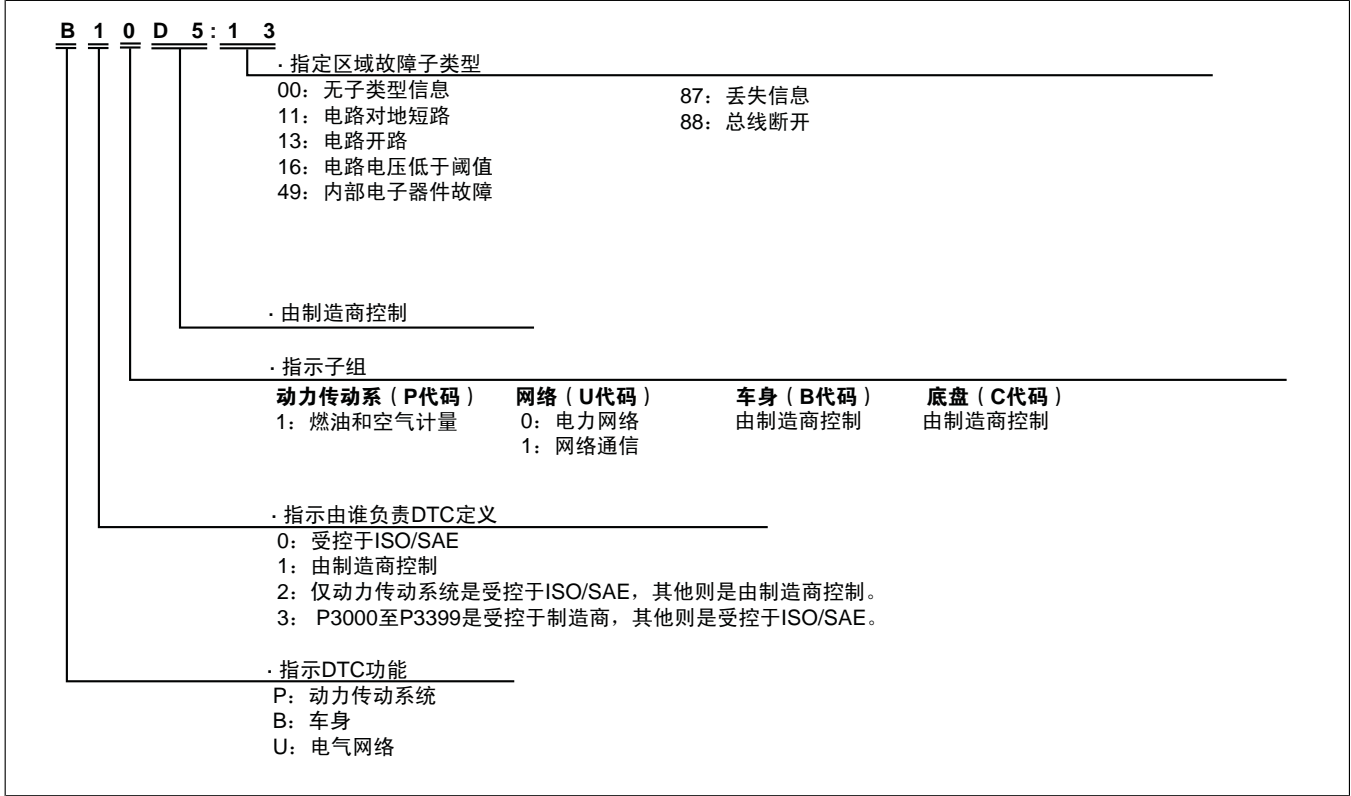 B 1 0 D 5 : 1 3
· 指定区域故障子类型
00：无子类型信息
11：电路对地短路
13：电路开路
16：电路电压低于阈值
49：内部电子器件故障
87：丢失信息
88：总线断开
· 由制造商控制
· 指示子组
动力传动系（P代码） 网络（U代码） 车身（B代码） 底盘（C代码）
1：燃油和空气计量 0：电力网络 由制造商控制 由制造商控制
1：网络通信
· 指示由谁负责DTC定义
0：受控于ISO/SAE
1：由制造商控制
2：仅动力传动系统是受控于ISO/SAE，其他则是由制造商控制。
3： P3000至P3399是受控于制造商，其他则是受控于ISO/SAE。
· 指示DTC功能
P：动力传动系统
B：车身
U：电气网络